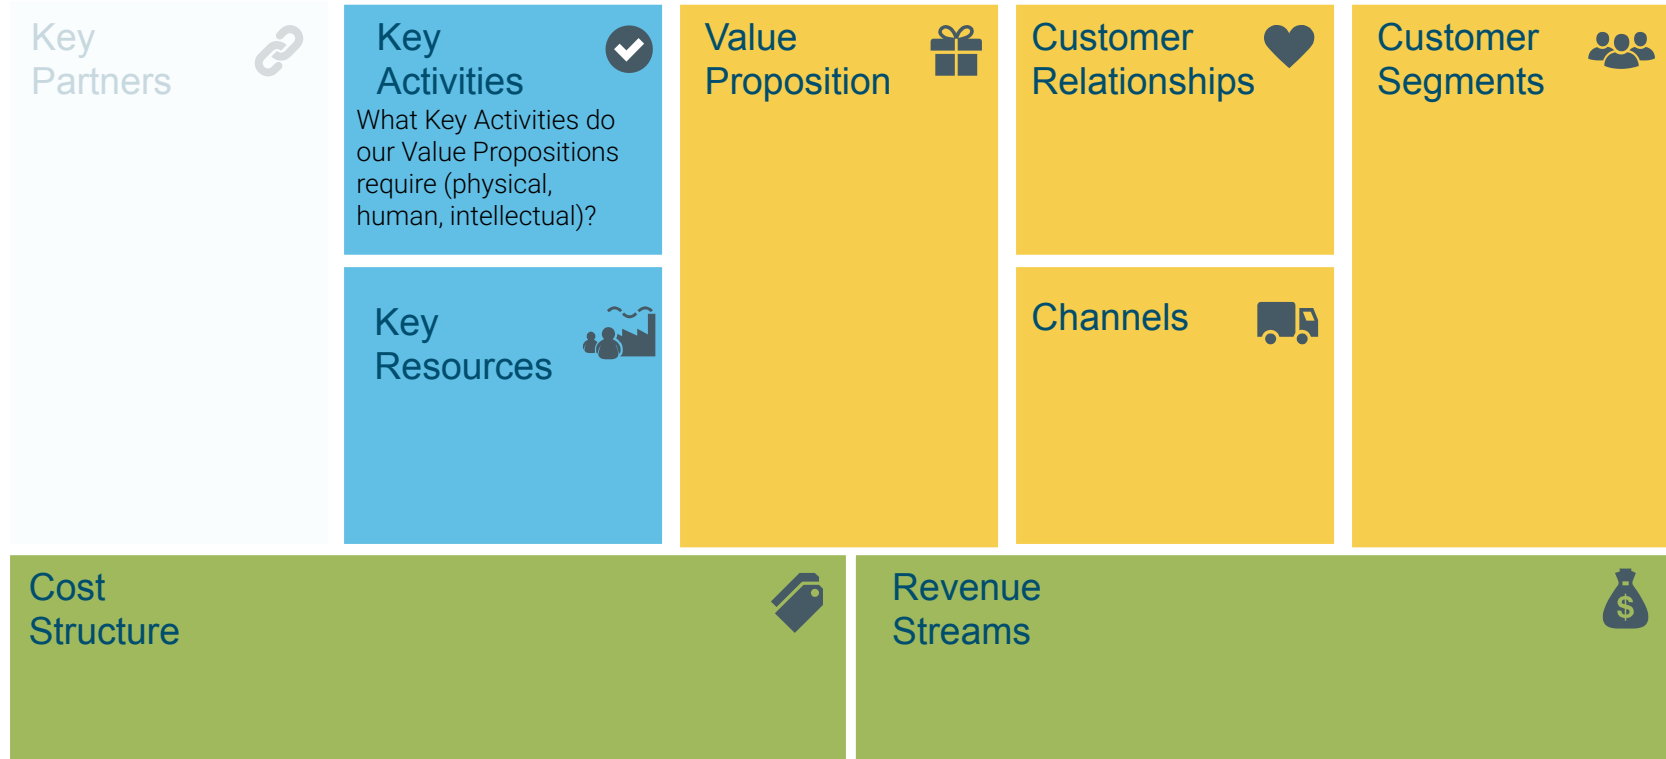 Key
Partners
Key
Activities
What Key Activities do
our Value Propositions
require (physical,
human, intellectual)?
Key
Resources
Value
Proposition
Customer
Relationships
Channels
Customer
Segments
Cost
Structure
Revenue
Streams
$